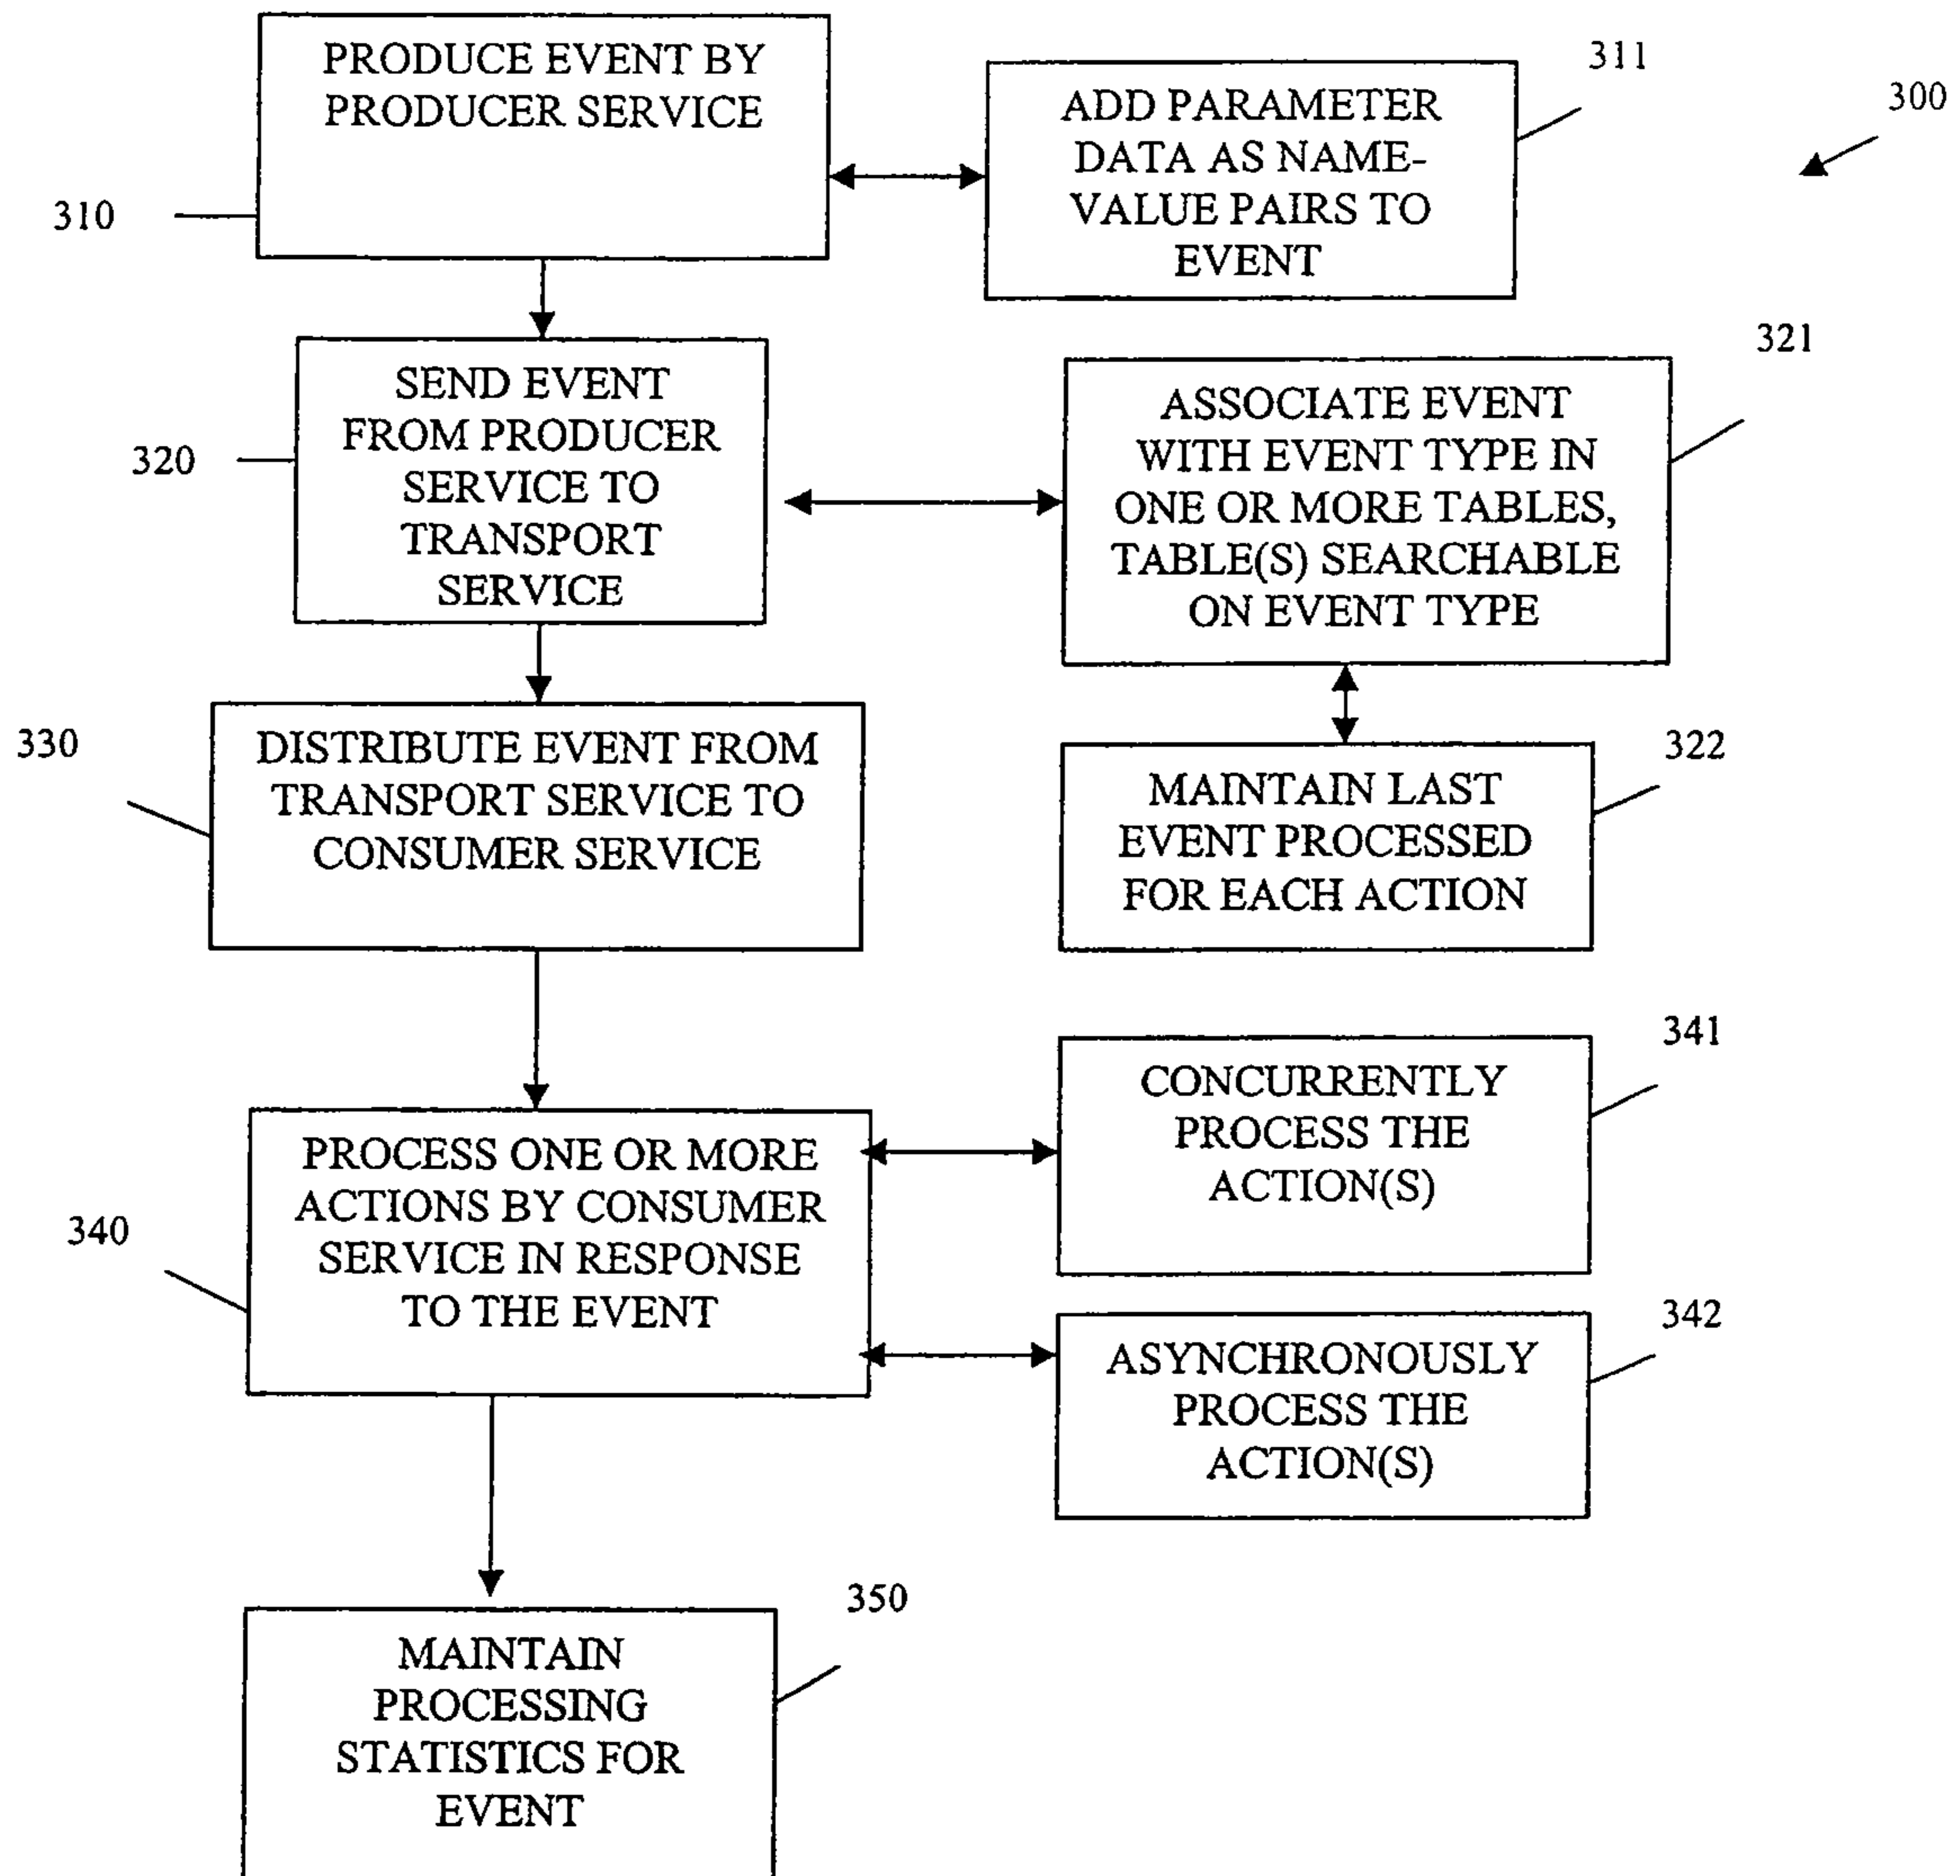 PRODUCE EVENT BY
PRODUCER SERVICE
310
ADD PARAMETER
DATA AS NAME-
VALUE PAIRS TO
EVENT
311
300
SEND EVENT
FROM PRODUCER
SERVICE TO
TRANSPORT
SERVICE
320
ASSOCIATE EVENT
WITH EVENT TYPE IN
ONE OR MORE TABLES,
TABLE(S) SEARCHABLE
ON EVENT TYPE
321
DISTRIBUTE EVENT FROM
TRANSPORT SERVICE TO
CONSUMER SERVICE
330
MAINTAIN LAST
EVENT PROCESSED
FOR EACH ACTION
322
PROCESS ONE OR MORE
ACTIONS BY CONSUMER
SERVICE IN RESPONSE
TO THE EVENT
340
CONCURRENTLY
PROCESS THE
ACTION(S)
341
ASYNCHRONOUSLY
PROCESS THE
ACTION(S)
342
MAINTAIN
PROCESSING
STATISTICS FOR
EVENT
350